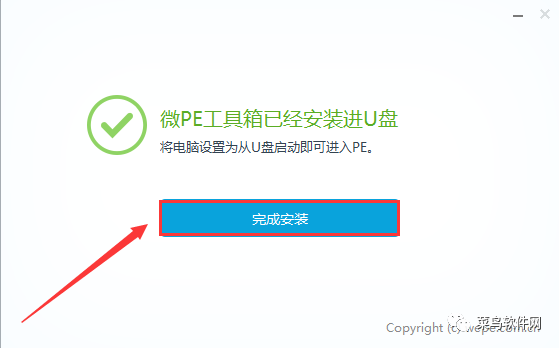 微PE工具箱已经安装进U盘
将电脑设置为从U盘启动即可进入PE。
完成安装
菜鸟软件网
Copyright (c) wepe.com.cn